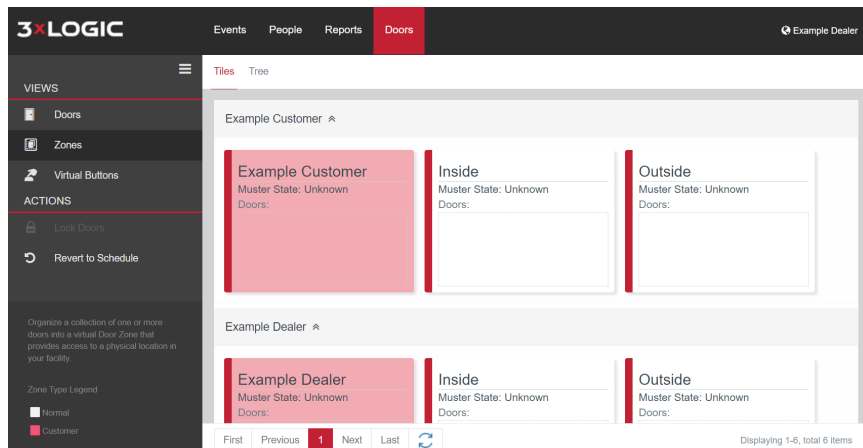 3xLOGIC
Events People Reports Doors
Example Dealer
VIEWS
Doors
Zones
Virtual Buttons
ACTIONS
Lock Doors
Revert to Schedule
Organize a collection of one or more
doors into a virtual Door Zone that
provides access to a physical location in
your facility.
Zone Type Legend:
Normal
Customer
Tiles Tree
Example Customer
Example Customer
Muster State: Unknown
Doors:
Inside
Muster State: Unknown
Doors:
Outside
Muster State: Unknown
Doors:
Example Dealer
Example Dealer
Muster State: Unknown
Doors:
Inside
Muster State: Unknown
Doors:
Outside
Muster State: Unknown
Doors:
First Previous 1 Next Last
Displaying 1-6, total 6 items